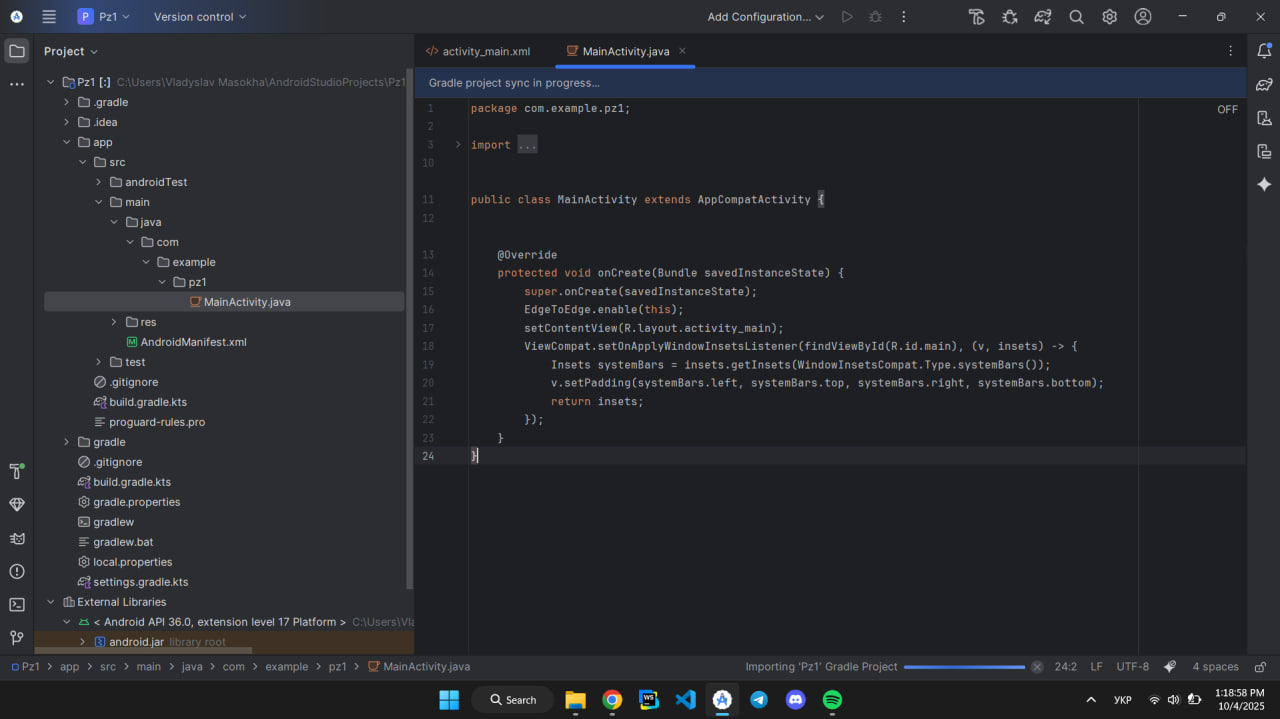 P Pz1 Version control Add Configuration...
Project
activity_main.xml MainActivity.java
Gradle project sync in progress...
OFF
Pz1 [:] C:\Users\Vladyslav Masokha\AndroidStudioProjects\Pz1
.gradle
.idea
app
src
androidTest
main
java
com
example
pz1
MainActivity.java
res
AndroidManifest.xml
test
.gitignore
build.gradle.kts
proguard-rules.pro
gradle
.gitignore
build.gradle.kts
gradle.properties
gradlew
gradlew.bat
local.properties
settings.gradle.kts
External Libraries
< Android API 36.0, extension level 17 Platform > C:\Users\Vla
android.jar library root
1 package com.example.pz1;
2
3 import ...
10
11 public class MainActivity extends AppCompatActivity {
12
13 @Override
14 protected void onCreate(Bundle savedInstanceState) {
15 super.onCreate(savedInstanceState);
16 EdgeToEdge.enable(this);
17 setContentView(R.layout.activity_main);
18 ViewCompat.setOnApplyWindowInsetsListener(findViewById(R.id.main), (v, insets) -> {
19 Insets systemBars = insets.getInsets(WindowInsetsCompat.Type.systemBars());
20 v.setPadding(systemBars.left, systemBars.top, systemBars.right, systemBars.bottom);
21 return insets;
22 });
23 }
24 }
Pz1 > app > src > main > java > com > example > pz1 > MainActivity.java Importing 'Pz1' Gradle Project 24:2 LF UTF-8 4 spaces
Search
WS
УКР
1:18:58 PM
10/4/2025